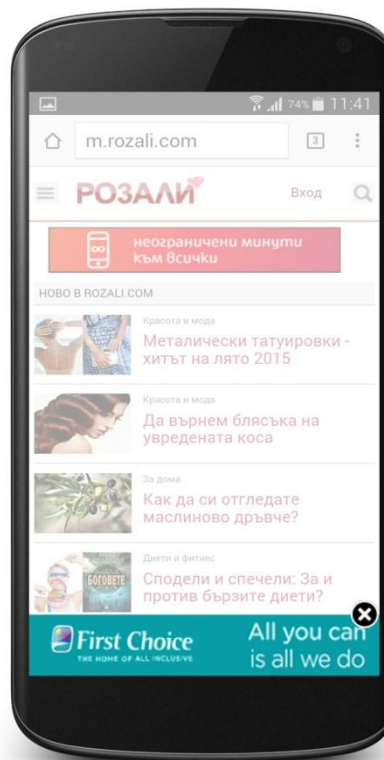 74% 11:41
m.rozali.com 3
РОЗАЛИ Вход
неограничени минути
към всички
НОВО В ROZALI.COM
Красота и мода
Металически татуировки -
хитът на лято 2015
Красота и мода
Да върнем блясъка на
увредената коса
За дома
Как да си отгледате
маслиново дръвче?
Диети и фитнес
БОГОВЕТЕ
Сподели и спечели: За и
против бързите диети?
First Choice
THE HOME OF ALL INCLUSIVE
All you can
is all we do